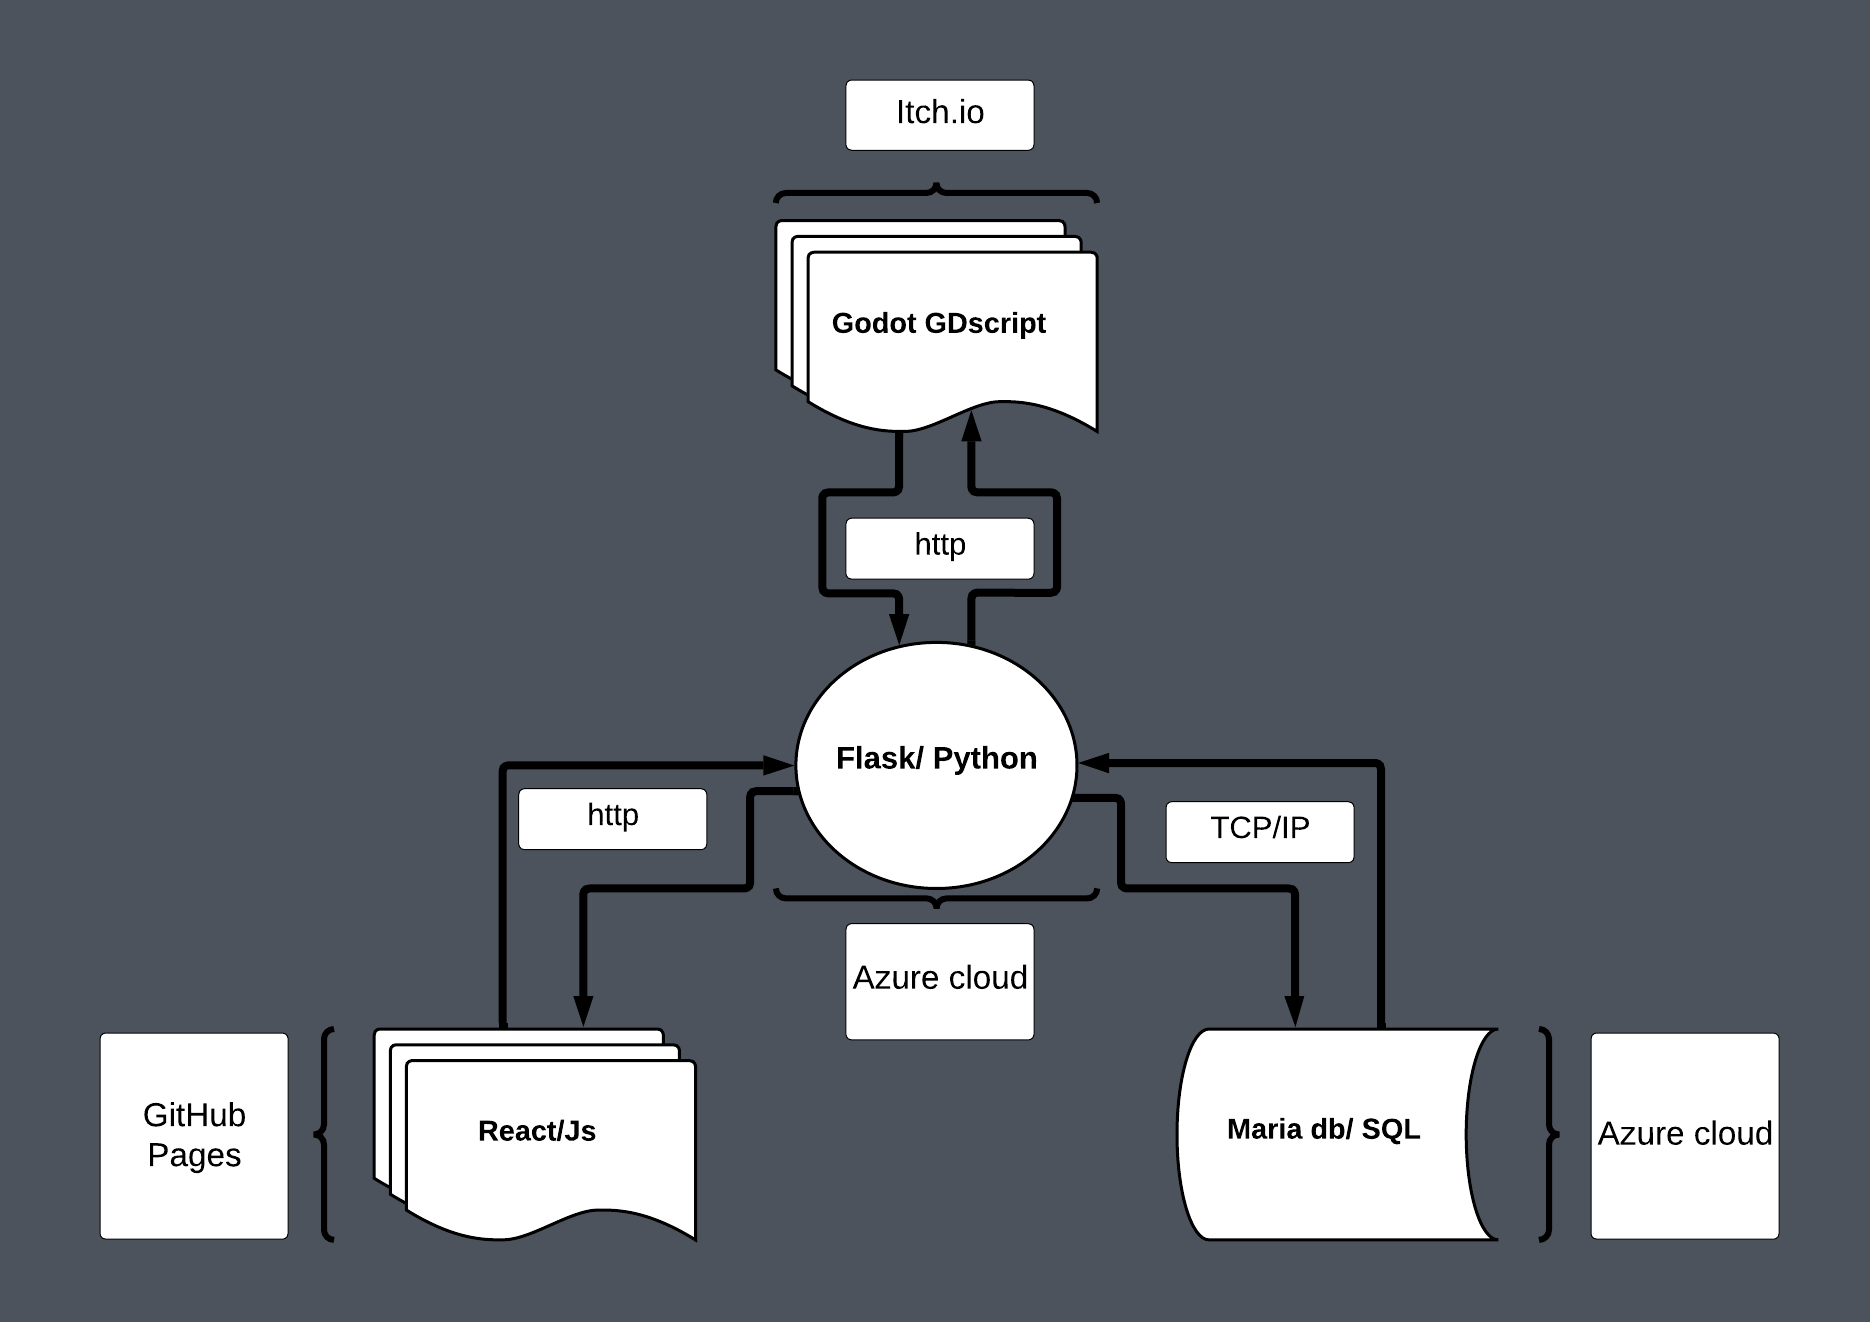 Itch.io
Godot GDscript
http
Flask/ Python
http
TCP/IP
Azure cloud
GitHub
Pages
React/Js
Maria db/ SQL
Azure cloud